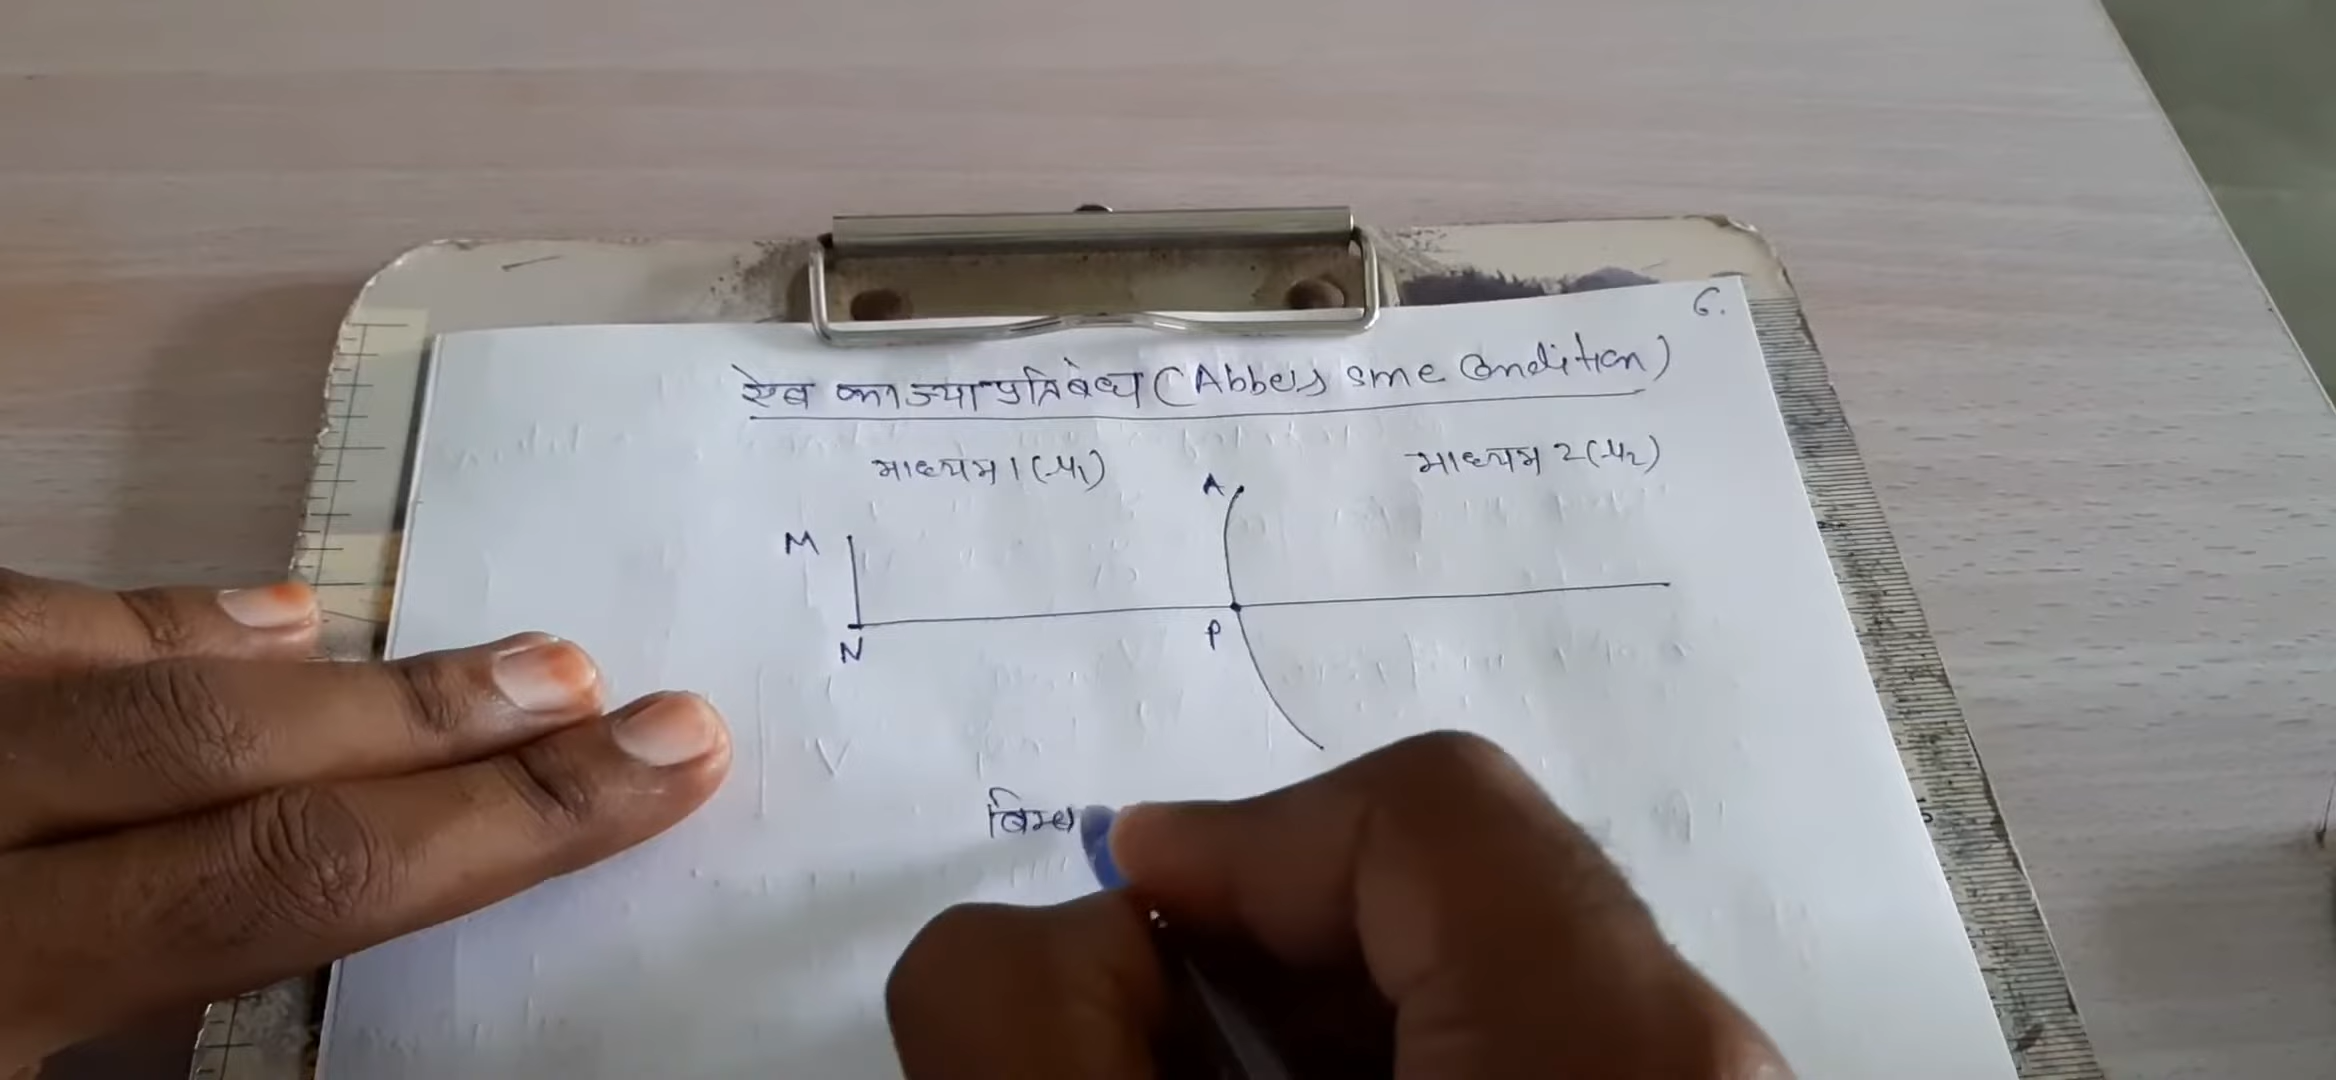 6.
ऐब का ज्या प्रतिबंध (Abbe's sine Condition)
माध्यम 1 (μ₁) माध्यम 2 (μ₂)
A
M
N P
बिम्ब